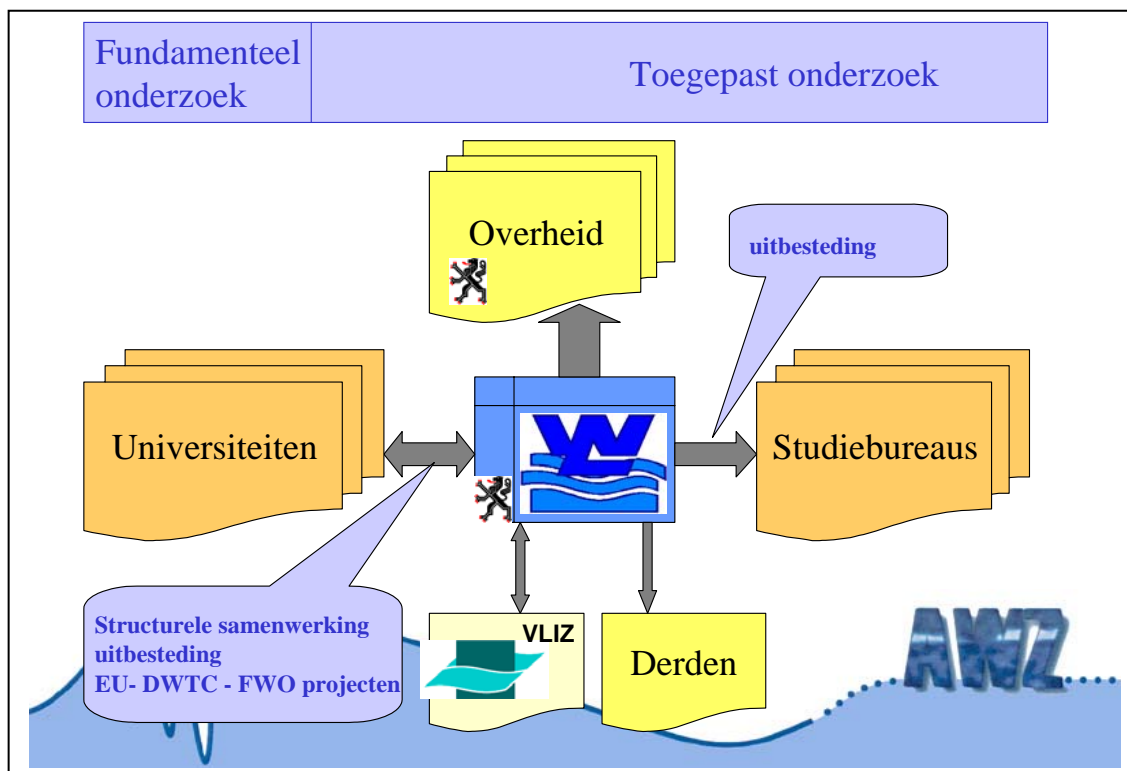 Fundamenteel
onderzoek
Toegepast onderzoek
Overheid
uitbesteding
Universiteiten
Studiebureaus
Structurele samenwerking
uitbesteding
EU- DWTC - FWO projecten
VLIZ
Derden
AWZ